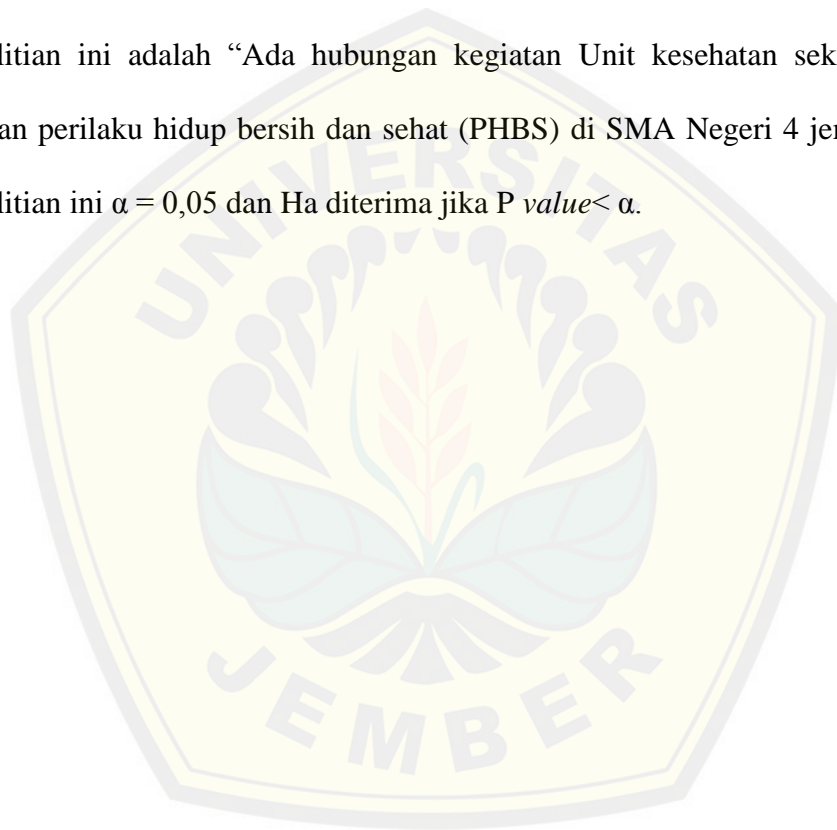 litian ini adalah “Ada hubungan kegiatan Unit kesehatan sek
an perilaku hidup bersih dan sehat (PHBS) di SMA Negeri 4 je
litian ini α = 0,05 dan Ha diterima jika P value< α.
UNIVERSITAS
JEMBER